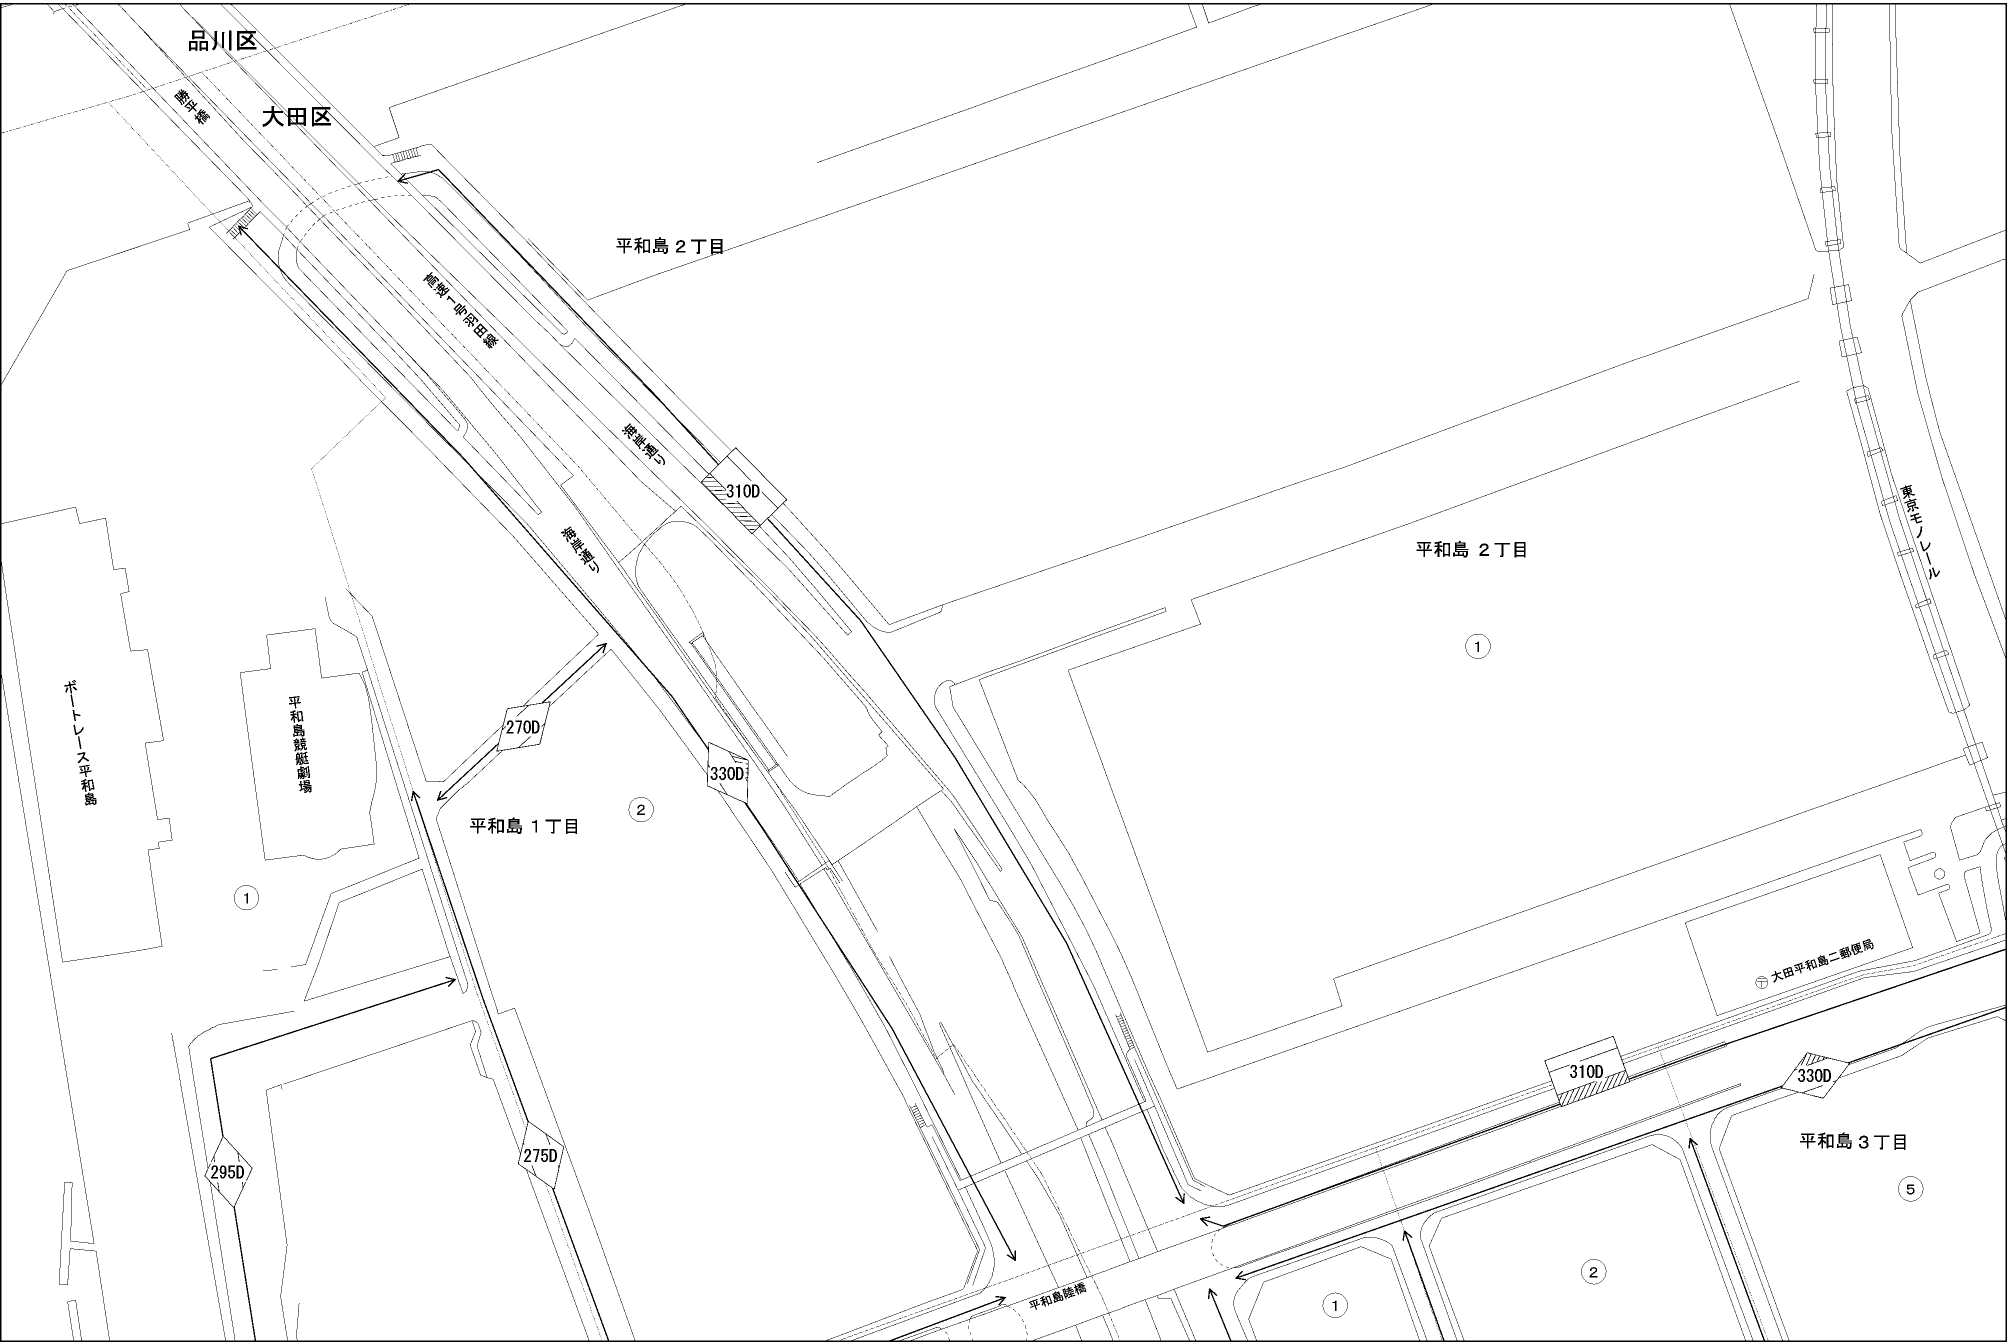 品川区
勝平橋
大田区
平和島２丁目
高速１号羽田線
海岸通り
310D
海岸通り
平和島 ２丁目
東京モノレール
①
ボートレース平和島
平和島競艇劇場
270D
330D
平和島１丁目
②
①
大田平和島二郵便局
310D
330D
平和島３丁目
295D
275D
⑤
②
平和島陸橋
①